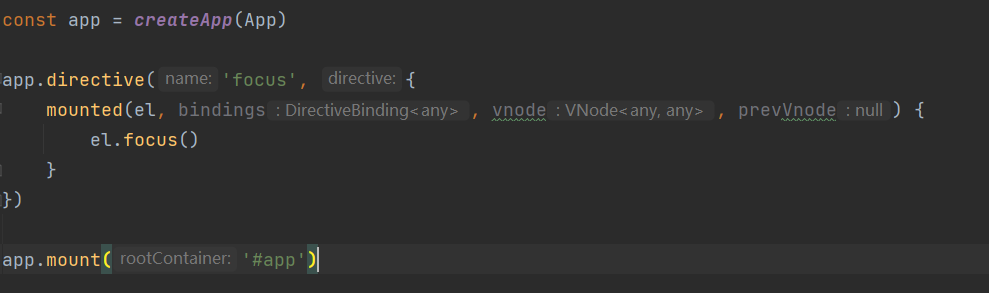 const app = createApp(App)
app.directive( name: 'focus', directive: {
mounted(el, bindings : DirectiveBinding<any> , vnode : VNode<any, any> , prevVnode : null ) {
el.focus()
}
})
app.mount( rootContainer: '#app')